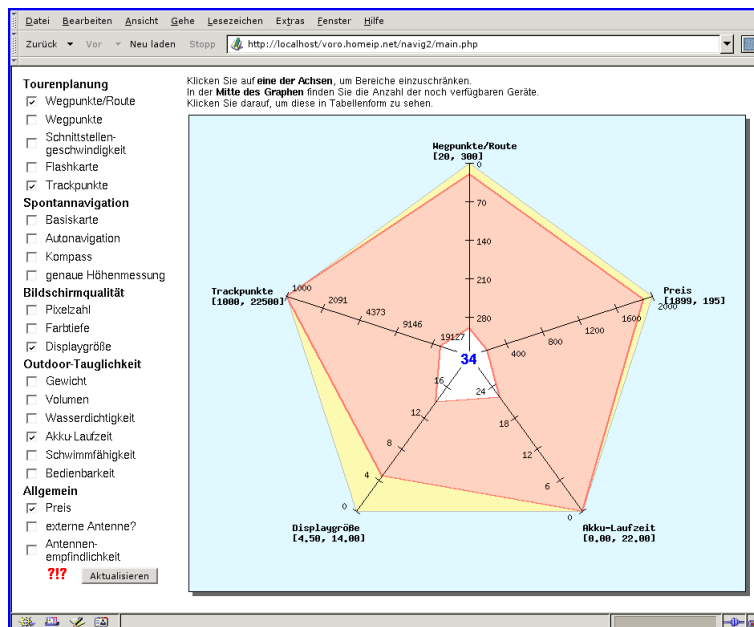 Datei Bearbeiten Ansicht Gehe Lesezeichen Extras Fenster Hilfe
Zurück Vor Neu laden Stopp http://localhost/voro.homeip.net/navig2/main.php
Tourenplanung
Wegpunkte/Route
Wegpunkte
Schnittstellen-
geschwindigkeit
Flashkarte
Trackpunkte
Spontannavigation
Basiskarte
Autonavigation
Kompass
genaue Höhenmessung
Bildschirmqualität
Pixelzahl
Farbtiefe
Displaygröße
Outdoor-Tauglichkeit
Gewicht
Volumen
Wasserdichtigkeit
Akku-Laufzeit
Schwimmfähigkeit
Bedienbarkeit
Allgemein
Preis
externe Antenne?
Antennen-
empfindlichkeit
?!? Aktualisieren
Klicken Sie auf eine der Achsen, um Bereiche einzuschränken.
In der Mitte des Graphen finden Sie die Anzahl der noch verfügbaren Geräte.
Klicken Sie darauf, um diese in Tabellenform zu sehen.
Wegpunkte/Route
[20, 300]
0
70
140
210
280
Trackpunkte
[1000, 22500]
1000
2091
4373
9146
19127
Preis
[1899, 195]
2000
1600
1200
800
400
34
16
12
8
4
0
Displaygröße
[4.50, 14.00]
24
18
12
6
0
Akku-Laufzeit
[0.00, 22.00]